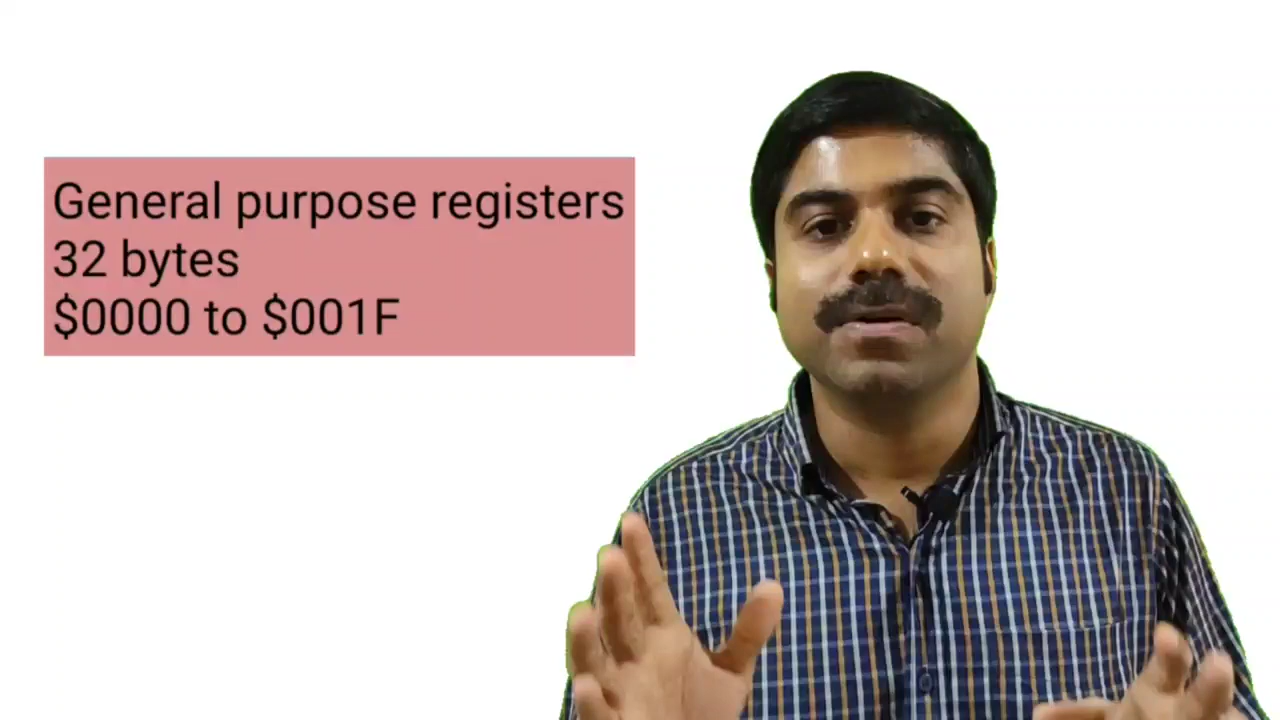 General purpose registers
32 bytes
$0000 to $001F